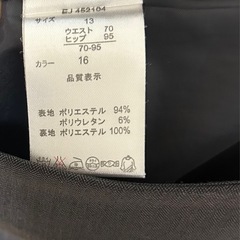 EJ 452104
サイズ 13
ウエスト 70
ヒップ 95
70-95
カラー 16
品質表示
表地 ポリエステル 94%
ポリウレタン 6%
裏地 ポリエステル 100%